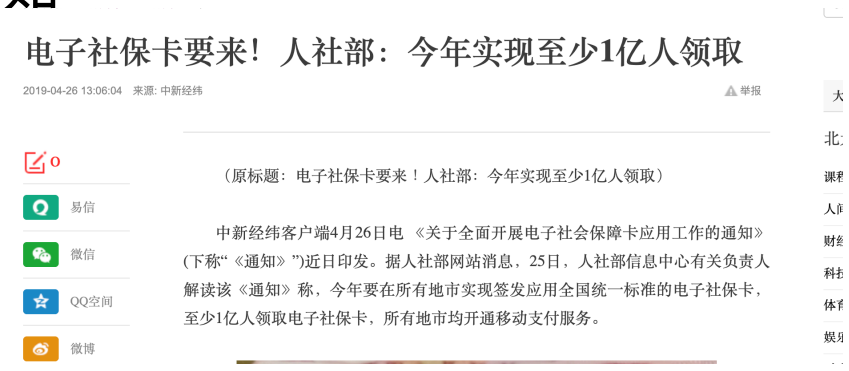 电子社保卡要来！人社部：今年实现至少1亿人领取
2019-04-26 13:06:04 来源: 中新经纬
举报
0
易信
微信
QQ空间
微博
（原标题：电子社保卡要来！人社部：今年实现至少1亿人领取）
中新经纬客户端4月26日电 《关于全面开展电子社会保障卡应用工作的通知》
(下称“《通知》”)近日印发。据人社部网站消息，25日，人社部信息中心有关负责人
解读该《通知》称，今年要在所有地市实现签发应用全国统一标准的电子社保卡，
至少1亿人领取电子社保卡，所有地市均开通移动支付服务。
大
北
课程
人间
财经
科技
体育
娱乐